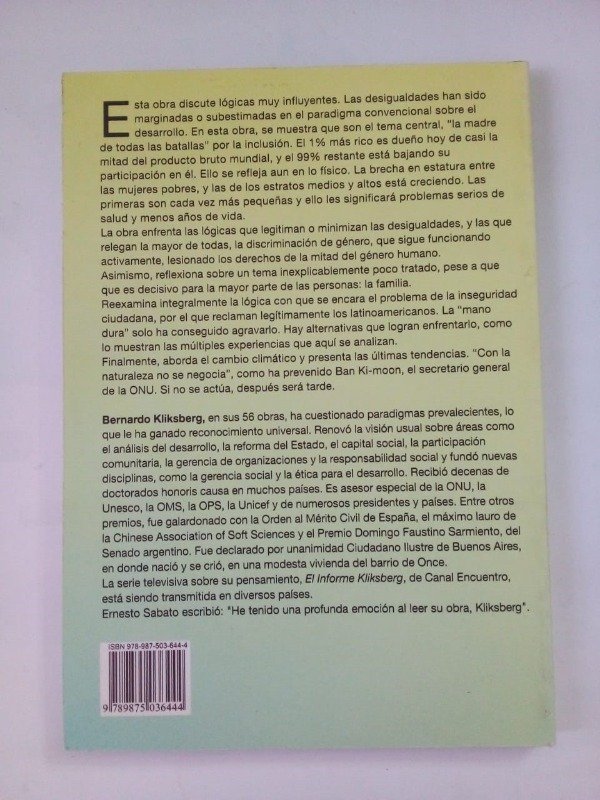 Esta obra discute lógicas muy influyentes. Las desigualdades han sido
marginadas o subestimadas en el paradigma convencional sobre el
desarrollo. En esta obra, se muestra que son el tema central, "la madre
de todas las batallas" por la inclusión. El 1% más rico es dueño hoy de casi la
mitad del producto bruto mundial, y el 99% restante está bajando su
participación en él. Ello se refleja aun en lo físico. La brecha en estatura entre
las mujeres pobres, y las de los estratos medios y altos está creciendo. Las
primeras son cada vez más pequeñas y ello les significará problemas serios de
salud y menos años de vida.
La obra enfrenta las lógicas que legitiman o minimizan las desigualdades, y las que
relegan la mayor de todas, la discriminación de género, que sigue funcionando
activamente, lesionado los derechos de la mitad del género humano.
Asimismo, reflexiona sobre un tema inexplicablemente poco tratado, pese a que
que es decisivo para la mayor parte de las personas: la familia.
Reexamina integralmente la lógica con que se encara el problema de la inseguridad
ciudadana, por el que reclaman legítimamente los latinoamericanos. La "mano
dura" solo ha conseguido agravarlo. Hay alternativas que logran enfrentarlo, como
lo muestran las múltiples experiencias que aquí se analizan.
Finalmente, aborda el cambio climático y presenta las últimas tendencias. "Con la
naturaleza no se negocia", como ha prevenido Ban Ki-moon, el secretario general
de la ONU. Si no se actúa, después será tarde.
Bernardo Kliksberg, en sus 56 obras, ha cuestionado paradigmas prevalecientes, lo
que le ha ganado reconocimiento universal. Renovó la visión usual sobre áreas como
el análisis del desarrollo, la reforma del Estado, el capital social, la participación
comunitaria, la gerencia de organizaciones y la responsabilidad social y fundó nuevas
disciplinas, como la gerencia social y la ética para el desarrollo. Recibió decenas de
doctorados honoris causa en muchos países. Es asesor especial de la ONU, la
Unesco, la OMS, la OPS, la Unicef y de numerosos presidentes y países. Entre otros
premios, fue galardonado con la Orden al Mérito Civil de España, el máximo lauro de
la Chinese Association of Soft Sciences y el Premio Domingo Faustino Sarmiento, del
Senado argentino. Fue declarado por unanimidad Ciudadano Ilustre de Buenos Aires,
en donde nació y se crió, en una modesta vivienda del barrio de Once.
La serie televisiva sobre su pensamiento, El Informe Kliksberg, de Canal Encuentro,
está siendo transmitida en diversos países.
Ernesto Sabato escribió: "He tenido una profunda emoción al leer su obra, Kliksberg".
ISBN 978-987-503-644-4
9 789875 036444